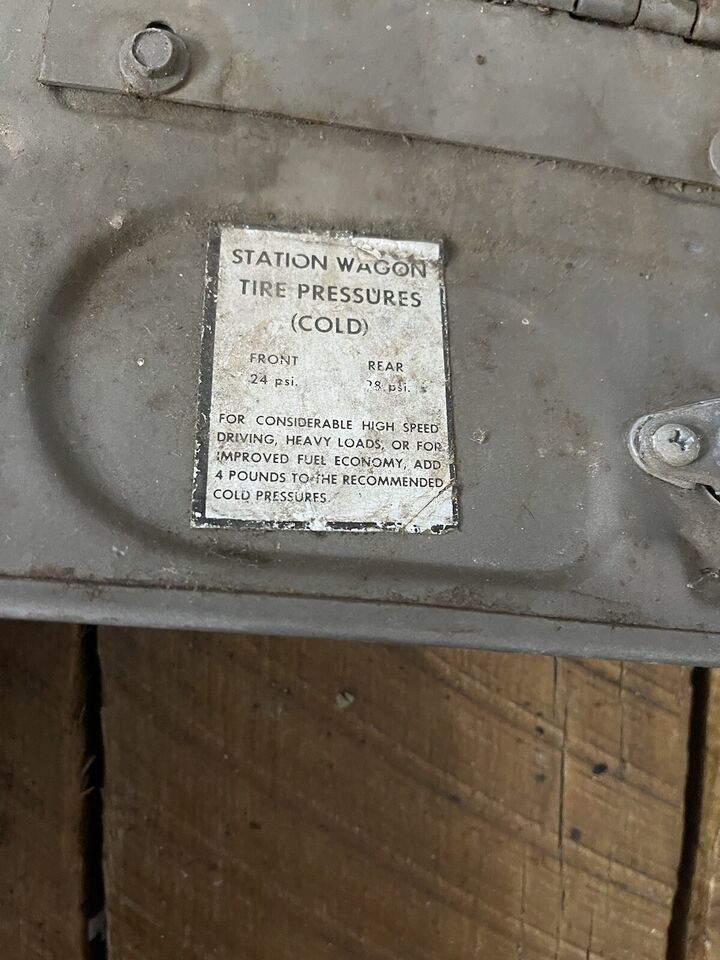 STATION WAGON
TIRE PRESSURES
(COLD)
FRONT REAR
24 psi. 28 psi.
FOR CONSIDERABLE HIGH SPEED
DRIVING, HEAVY LOADS, OR FOR
IMPROVED FUEL ECONOMY, ADD
4 POUNDS TO THE RECOMMENDED
COLD PRESSURES.